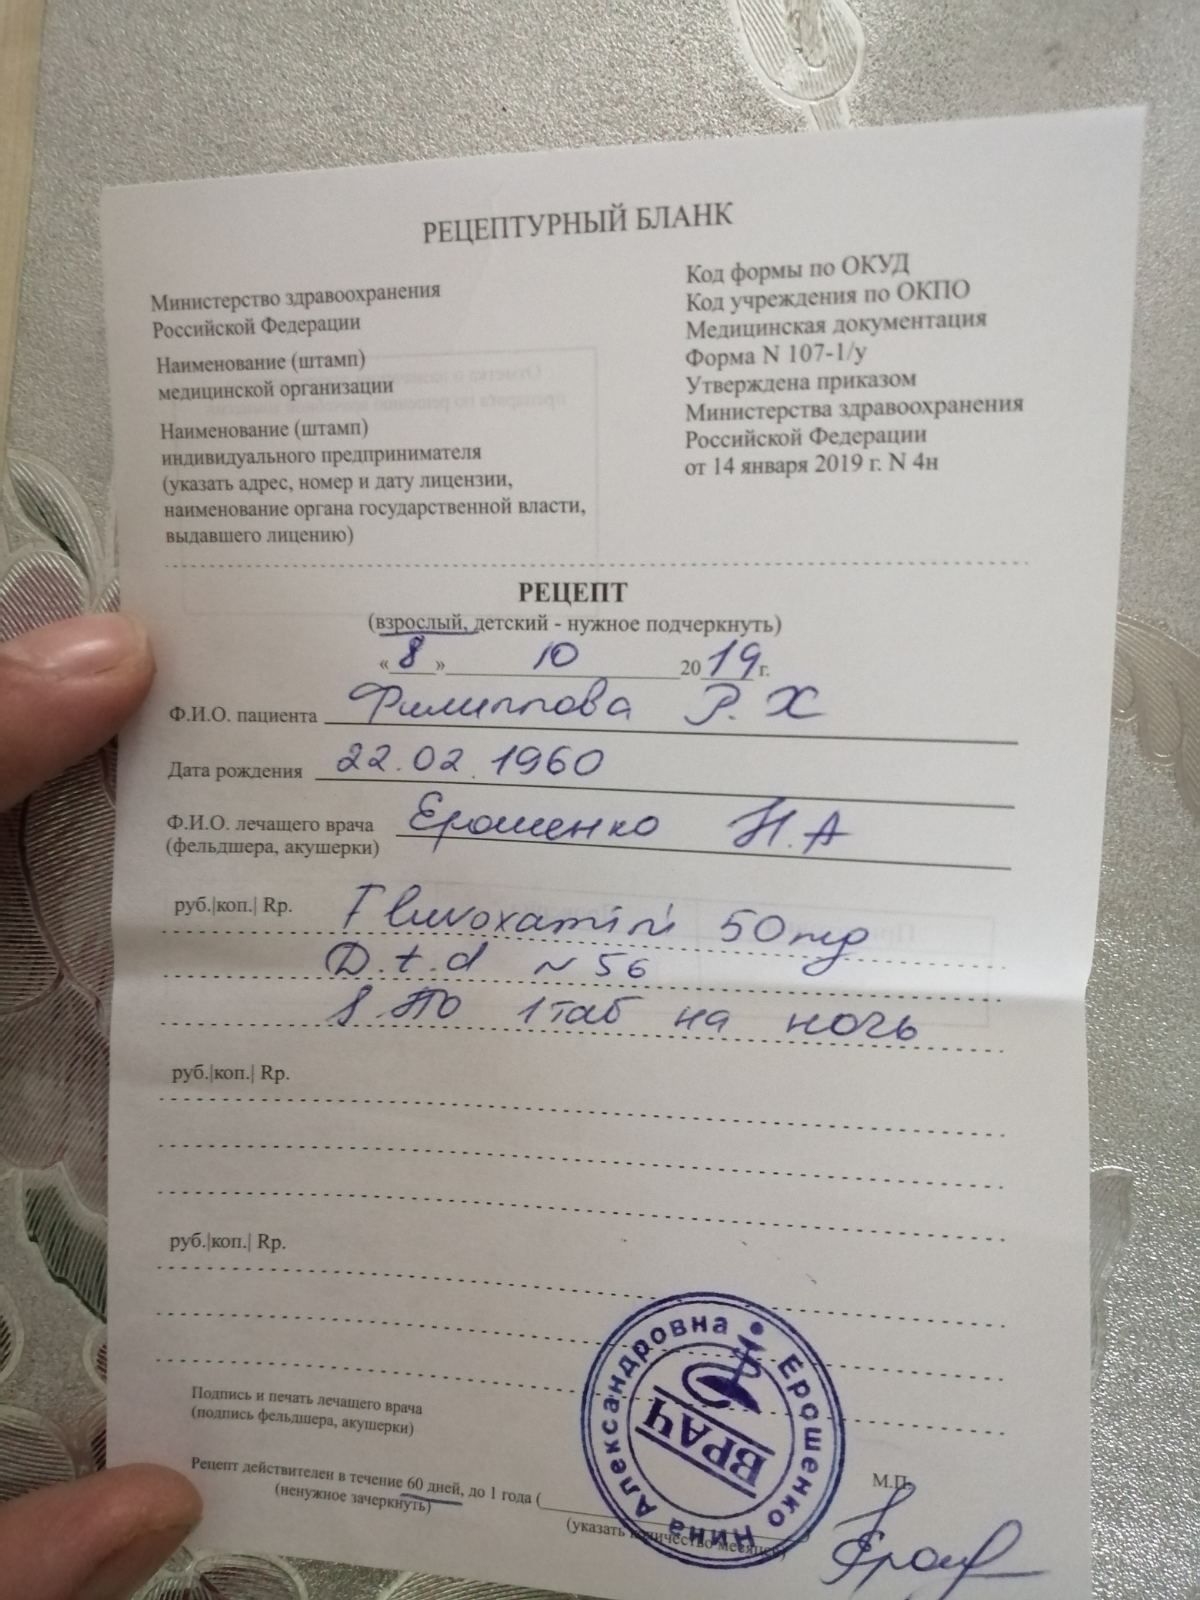 РЕЦЕПТУРНЫЙ БЛАНК
Министерство здравоохранения
Российской Федерации
Наименование (штамп)
медицинской организации
Наименование (штамп)
индивидуального предпринимателя
(указать адрес, номер и дату лицензии,
наименование органа государственной власти,
выдавшего лицению)
Код формы по ОКУД
Код учреждения по ОКПО
Медицинская документация
Форма N 107-1/у
Утверждена приказом
Министерства здравоохранения
Российской Федерации
от 14 января 2019 г. N 4н
РЕЦЕПТ
(взрослый, детский - нужное подчеркнуть)
«8» 10 2019 г.
Ф.И.О. пациента Филиппова Р. Х
Дата рождения 22.02.1960
Ф.И.О. лечащего врача Ерошенко Н.А
(фельдшера, акушерки)
руб.|коп.| Rp. Fluvoxamini 50mg
D.t.d N 56
S. По 1 таб на ночь
руб.|коп.| Rp.
руб.|коп.| Rp.
Подпись и печать лечащего врача
(подпись фельдшера, акушерки)
Ерошенко Нина Александровна
ВРАЧ
М.П.
Рецепт действителен в течение 60 дней, до 1 года (
(ненужное зачеркнуть)
(указать количество месяцев)